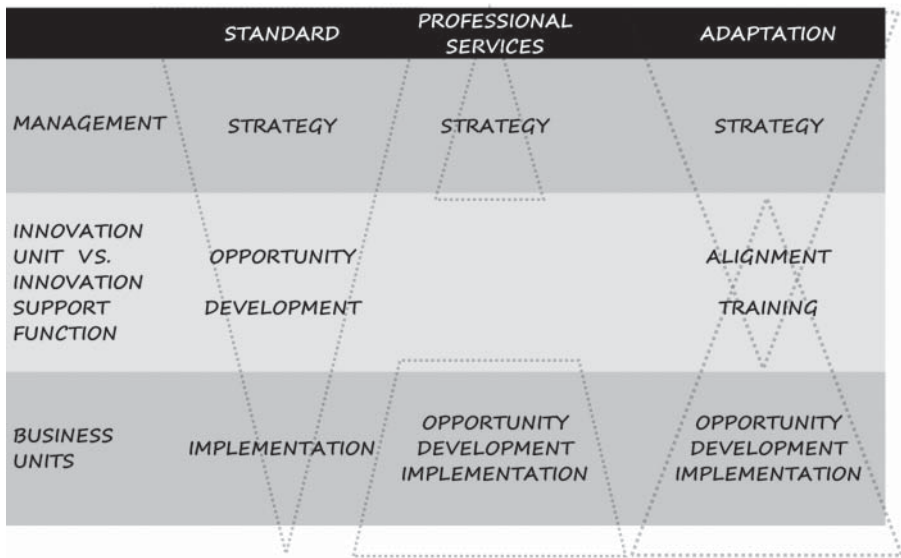 STANDARD PROFESSIONAL SERVICES ADAPTATION
MANAGEMENT STRATEGY STRATEGY STRATEGY
INNOVATION
UNIT VS.
INNOVATION
SUPPORT
FUNCTION
OPPORTUNITY
DEVELOPMENT
ALIGNMENT
TRAINING
BUSINESS
UNITS
IMPLEMENTATION
OPPORTUNITY
DEVELOPMENT
IMPLEMENTATION
OPPORTUNITY
DEVELOPMENT
IMPLEMENTATION